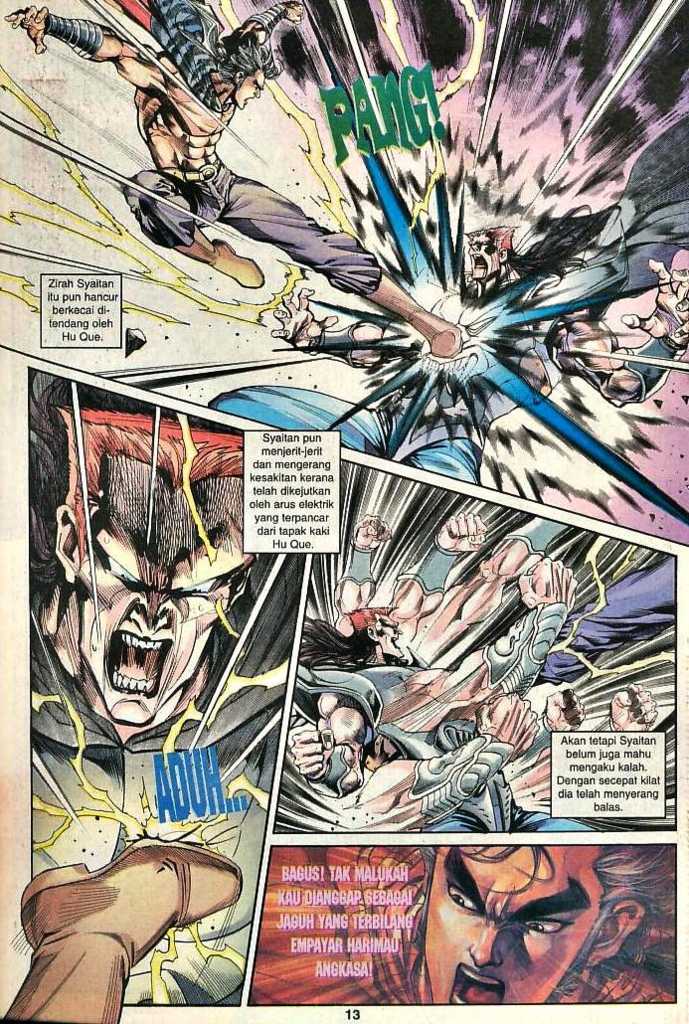 PANG!
Zirah Syaitan
itu pun hancur
berkecai di-
tendang oleh
Hu Que.
Syaitan pun
menjerit-jerit
dan mengerang
kesakitan kerana
telah dikejutkan
oleh arus elektrik
yang terpancar
dari tapak kaki
Hu Que.
ADUH...
Akan tetapi Syaitan
belum juga mahu
mengaku kalah.
Dengan secepat kilat
dia telah menyerang
balas.
BAGUS! TAK MALUKAH
KAU DIANGGAP SEBAGAI
JAGUH YANG TERBILANG
EMPAYAR HARIMAU
ANGKASA!
13